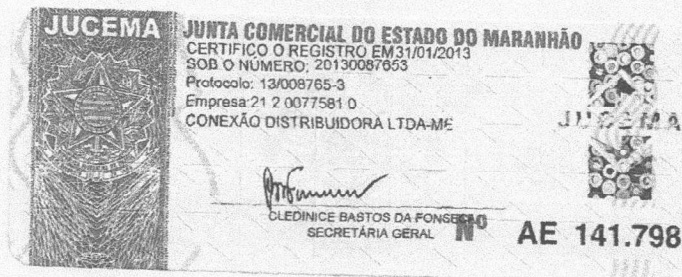 JUCEMA
JUNTA COMERCIAL DO ESTADO DO MARANHÃO
CERTIFICO O REGISTRO EM 31/01/2013
SOB O NÚMERO: 20130087653
Protocolo: 13/008765-3
Empresa:21 2 0077581 0
CONEXÃO DISTRIBUIDORA LTDA-ME
JUCEMA
CLEDINICE BASTOS DA FONSECA
SECRETÁRIA GERAL
Nº AE 141.798